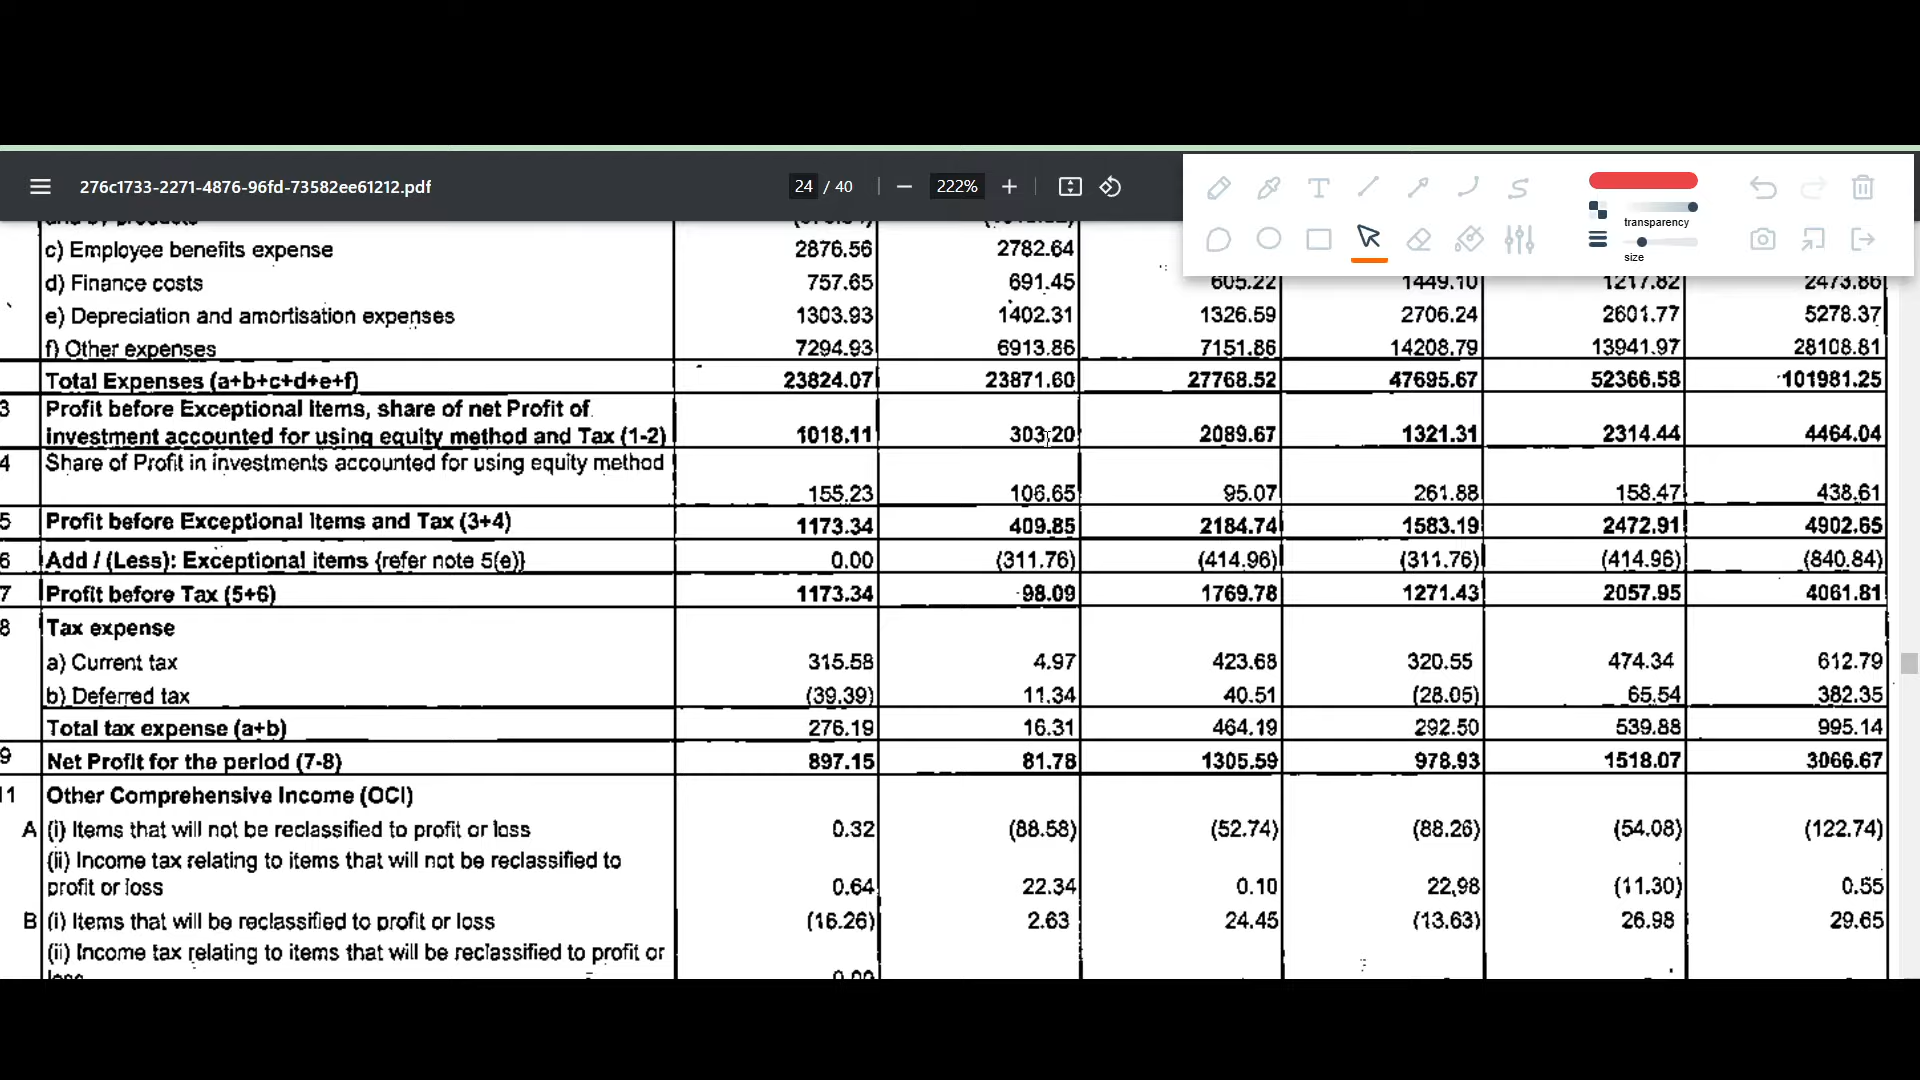 276c1733-2271-4876-96fd-73582ee61212.pdf 24 / 40 222%
transparency
size
c) Employee benefits expense 2876.56 2782.64
d) Finance costs 757.65 691.45 605.22 1449.10 1217.82 2473.86
e) Depreciation and amortisation expenses 1303.93 1402.31 1326.59 2706.24 2601.77 5278.37
f) Other expenses 7294.93 6913.86 7151.86 14208.79 13941.97 28108.81
Total Expenses (a+b+c+d+e+f) 23824.07 23871.60 27768.52 47695.67 52366.58 101981.25
3 Profit before Exceptional Items, share of net Profit of
investment accounted for using equity method and Tax (1-2) 1018.11 303.20 2089.67 1321.31 2314.44 4464.04
4 Share of Profit in investments accounted for using equity method
155.23 106.65 95.07 261.88 158.47 438.61
5 Profit before Exceptional Items and Tax (3+4) 1173.34 409.85 2184.74 1583.19 2472.91 4902.65
6 Add / (Less): Exceptional items {refer note 5(e)} 0.00 (311.76) (414.96) (311.76) (414.96) (840.84)
7 Profit before Tax (5+6) 1173.34 98.09 1769.78 1271.43 2057.95 4061.81
8 Tax expense
a) Current tax 315.58 4.97 423.68 320.55 474.34 612.79
b) Deferred tax (39.39) 11.34 40.51 (28.05) 65.54 382.35
Total tax expense (a+b) 276.19 16.31 464.19 292.50 539.88 995.14
9 Net Profit for the period (7-8) 897.15 81.78 1305.59 978.93 1518.07 3066.67
11 Other Comprehensive Income (OCI)
A (i) Items that will not be reclassified to profit or loss 0.32 (88.58) (52.74) (88.26) (54.08) (122.74)
(ii) Income tax relating to items that will not be reclassified to
profit or loss 0.64 22.34 0.10 22.98 (11.30) 0.55
B (i) Items that will be reclassified to profit or loss (16.26) 2.63 24.45 (13.63) 26.98 29.65
(ii) Income tax relating to items that will be reclassified to profit or